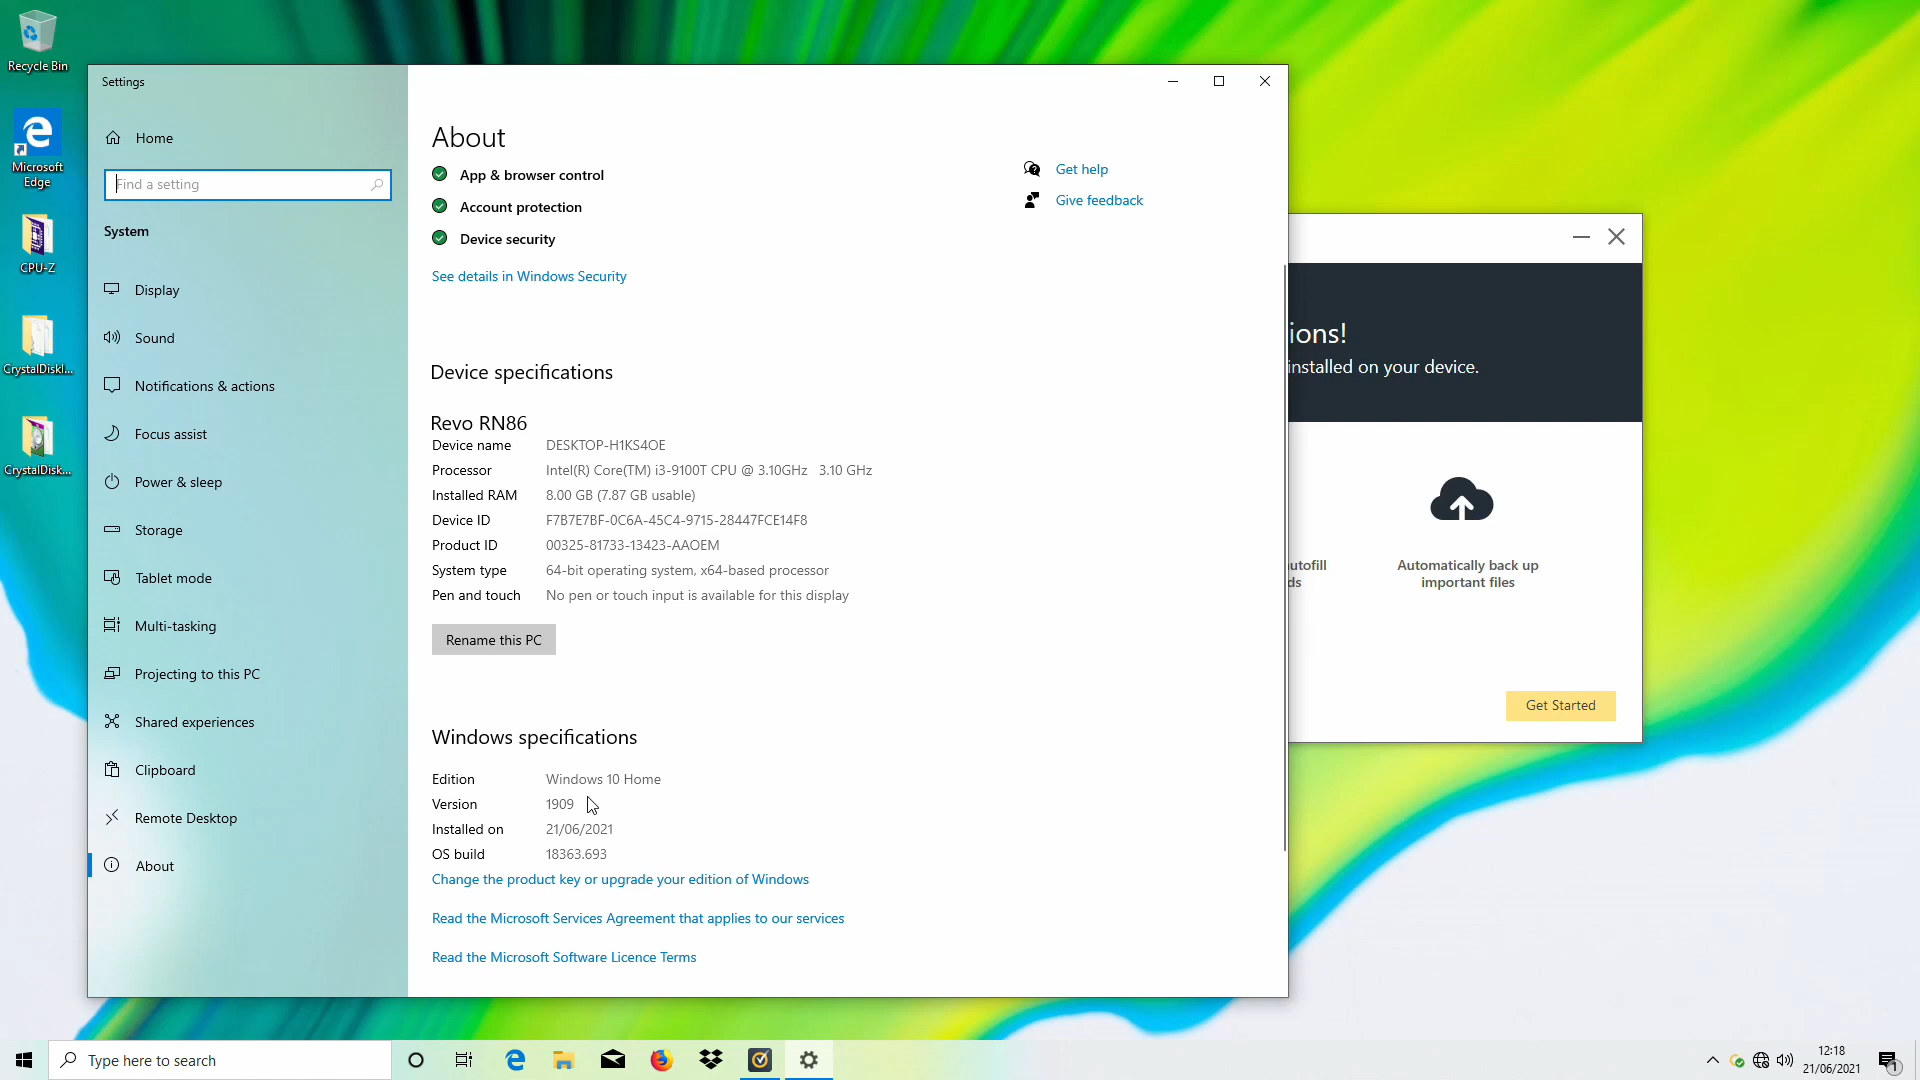 Recycle Bin
Microsoft
Edge
CPU-Z
CrystalDiskI...
CrystalDisk...
Settings
Home
Find a setting
System
Display
Sound
Notifications & actions
Focus assist
Power & sleep
Storage
Tablet mode
Multi-tasking
Projecting to this PC
Shared experiences
Clipboard
Remote Desktop
About
About
App & browser control
Account protection
Device security
See details in Windows Security
Get help
Give feedback
Device specifications
Revo RN86
Device name DESKTOP-H1KS4OE
Processor Intel(R) Core(TM) i3-9100T CPU @ 3.10GHz 3.10 GHz
Installed RAM 8.00 GB (7.87 GB usable)
Device ID F7B7E7BF-0C6A-45C4-9715-28447FCE14F8
Product ID 00325-81733-13423-AAOEM
System type 64-bit operating system, x64-based processor
Pen and touch No pen or touch input is available for this display
Rename this PC
Windows specifications
Edition Windows 10 Home
Version 1909
Installed on 21/06/2021
OS build 18363.693
Change the product key or upgrade your edition of Windows
Read the Microsoft Services Agreement that applies to our services
Read the Microsoft Software Licence Terms
ions!
installed on your device.
utofill
ds
Automatically back up
important files
Get Started
Type here to search
12:18
21/06/2021
1